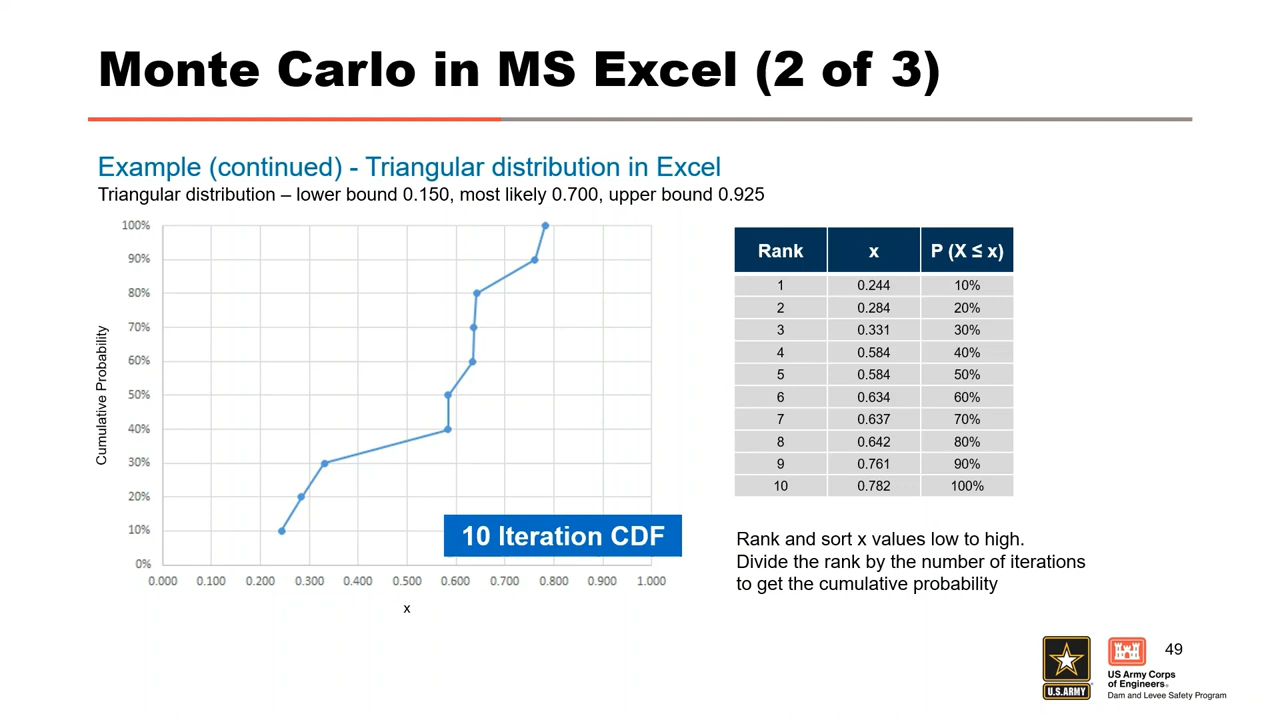 Monte Carlo in MS Excel (2 of 3)
Example (continued) - Triangular distribution in Excel
Triangular distribution – lower bound 0.150, most likely 0.700, upper bound 0.925
100%
90%
80%
70%
60%
50%
40%
30%
20%
10%
0%
Cumulative Probability
0.000 0.100 0.200 0.300 0.400 0.500 0.600 0.700 0.800 0.900 1.000
x
10 Iteration CDF
Rank x P (X ≤ x)
1 0.244 10%
2 0.284 20%
3 0.331 30%
4 0.584 40%
5 0.584 50%
6 0.634 60%
7 0.637 70%
8 0.642 80%
9 0.761 90%
10 0.782 100%
Rank and sort x values low to high.
Divide the rank by the number of iterations
to get the cumulative probability
49
U.S.ARMY
US Army Corps
of Engineers®
Dam and Levee Safety Program